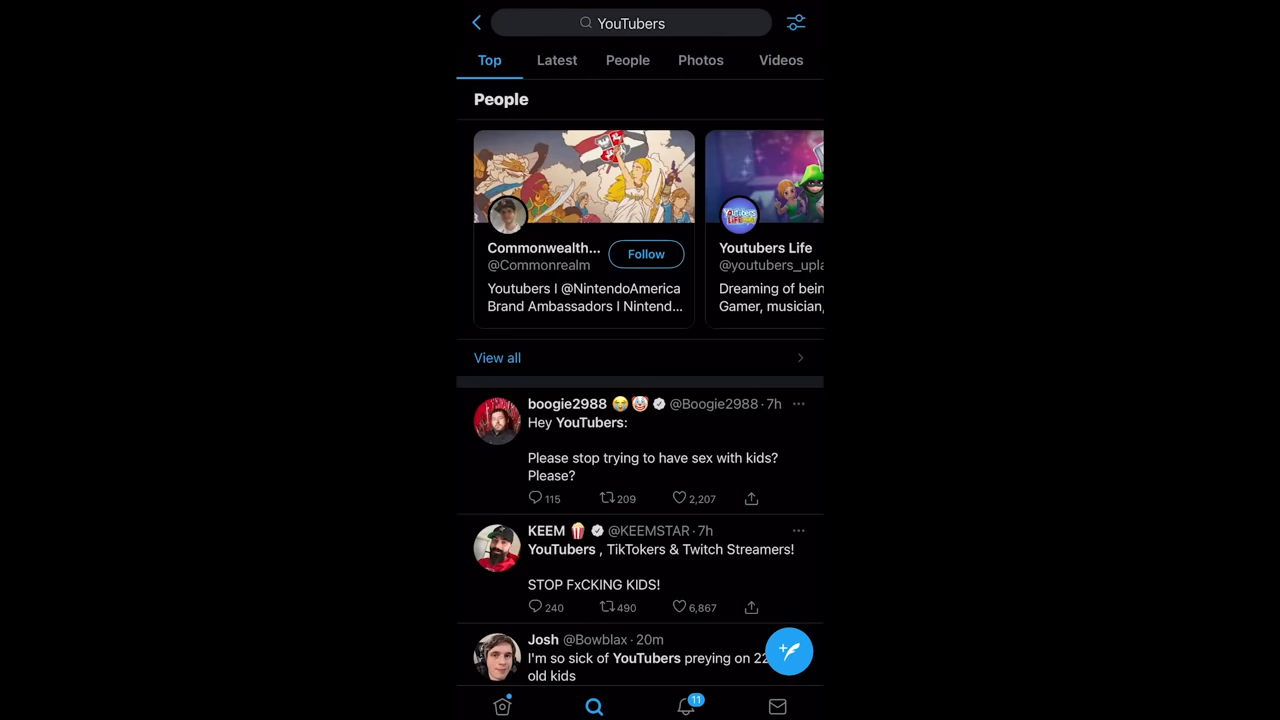 YouTubers
Top Latest People Photos Videos
People
Commonwealth... Follow
@Commonrealm
Youtubers I @NintendoAmerica
Brand Ambassadors I Nintend...
YouTubers
LIFE
Youtubers Life
@youtubers_upla
Dreaming of bein
Gamer, musician,
View all
boogie2988 😭 🤡 @Boogie2988 · 7h
Hey YouTubers:
Please stop trying to have sex with kids?
Please?
115 209 2,207
KEEM 🍿 @KEEMSTAR · 7h
YouTubers , TikTokers & Twitch Streamers!
STOP FxCKING KIDS!
240 490 6,867
Josh @Bowblax · 20m
I'm so sick of YouTubers preying on 22
old kids
11